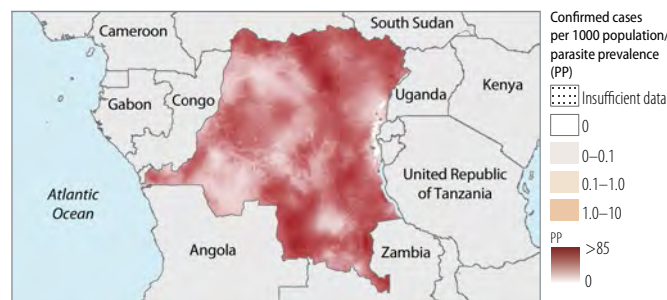 Cameroon
South Sudan
Gabon
Congo
Uganda
Kenya
United Republic
of Tanzania
Atlantic
Ocean
Angola
Zambia
Confirmed cases
per 1000 population/
parasite prevalence
(PP)
Insufficient data
0
0–0.1
0.1–1.0
1.0–10
PP
>85
0